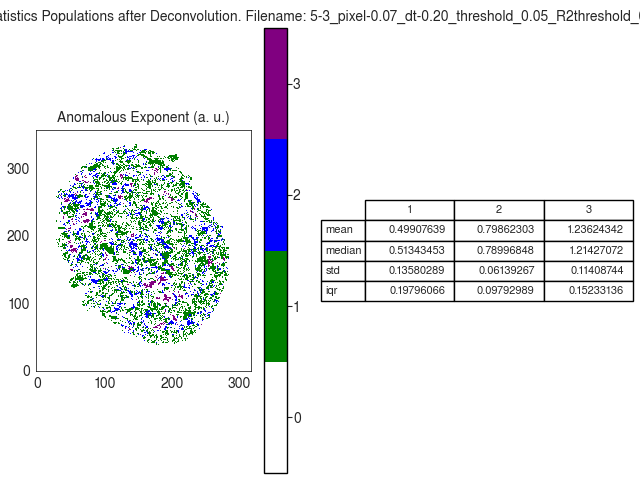 atistics Populations after Deconvolution. Filename: 5-3_pixel-0.07_dt-0.20_threshold_0.05_R2threshold_0
Anomalous Exponent (a. u.)
300
200
100
0
0 100 200 300
3
2
1
0
1 2 3
mean 0.49907639 0.79862303 1.23624342
median 0.51343453 0.78996848 1.21427072
std 0.13580289 0.06139267 0.11408744
iqr 0.19796066 0.09792989 0.15233136